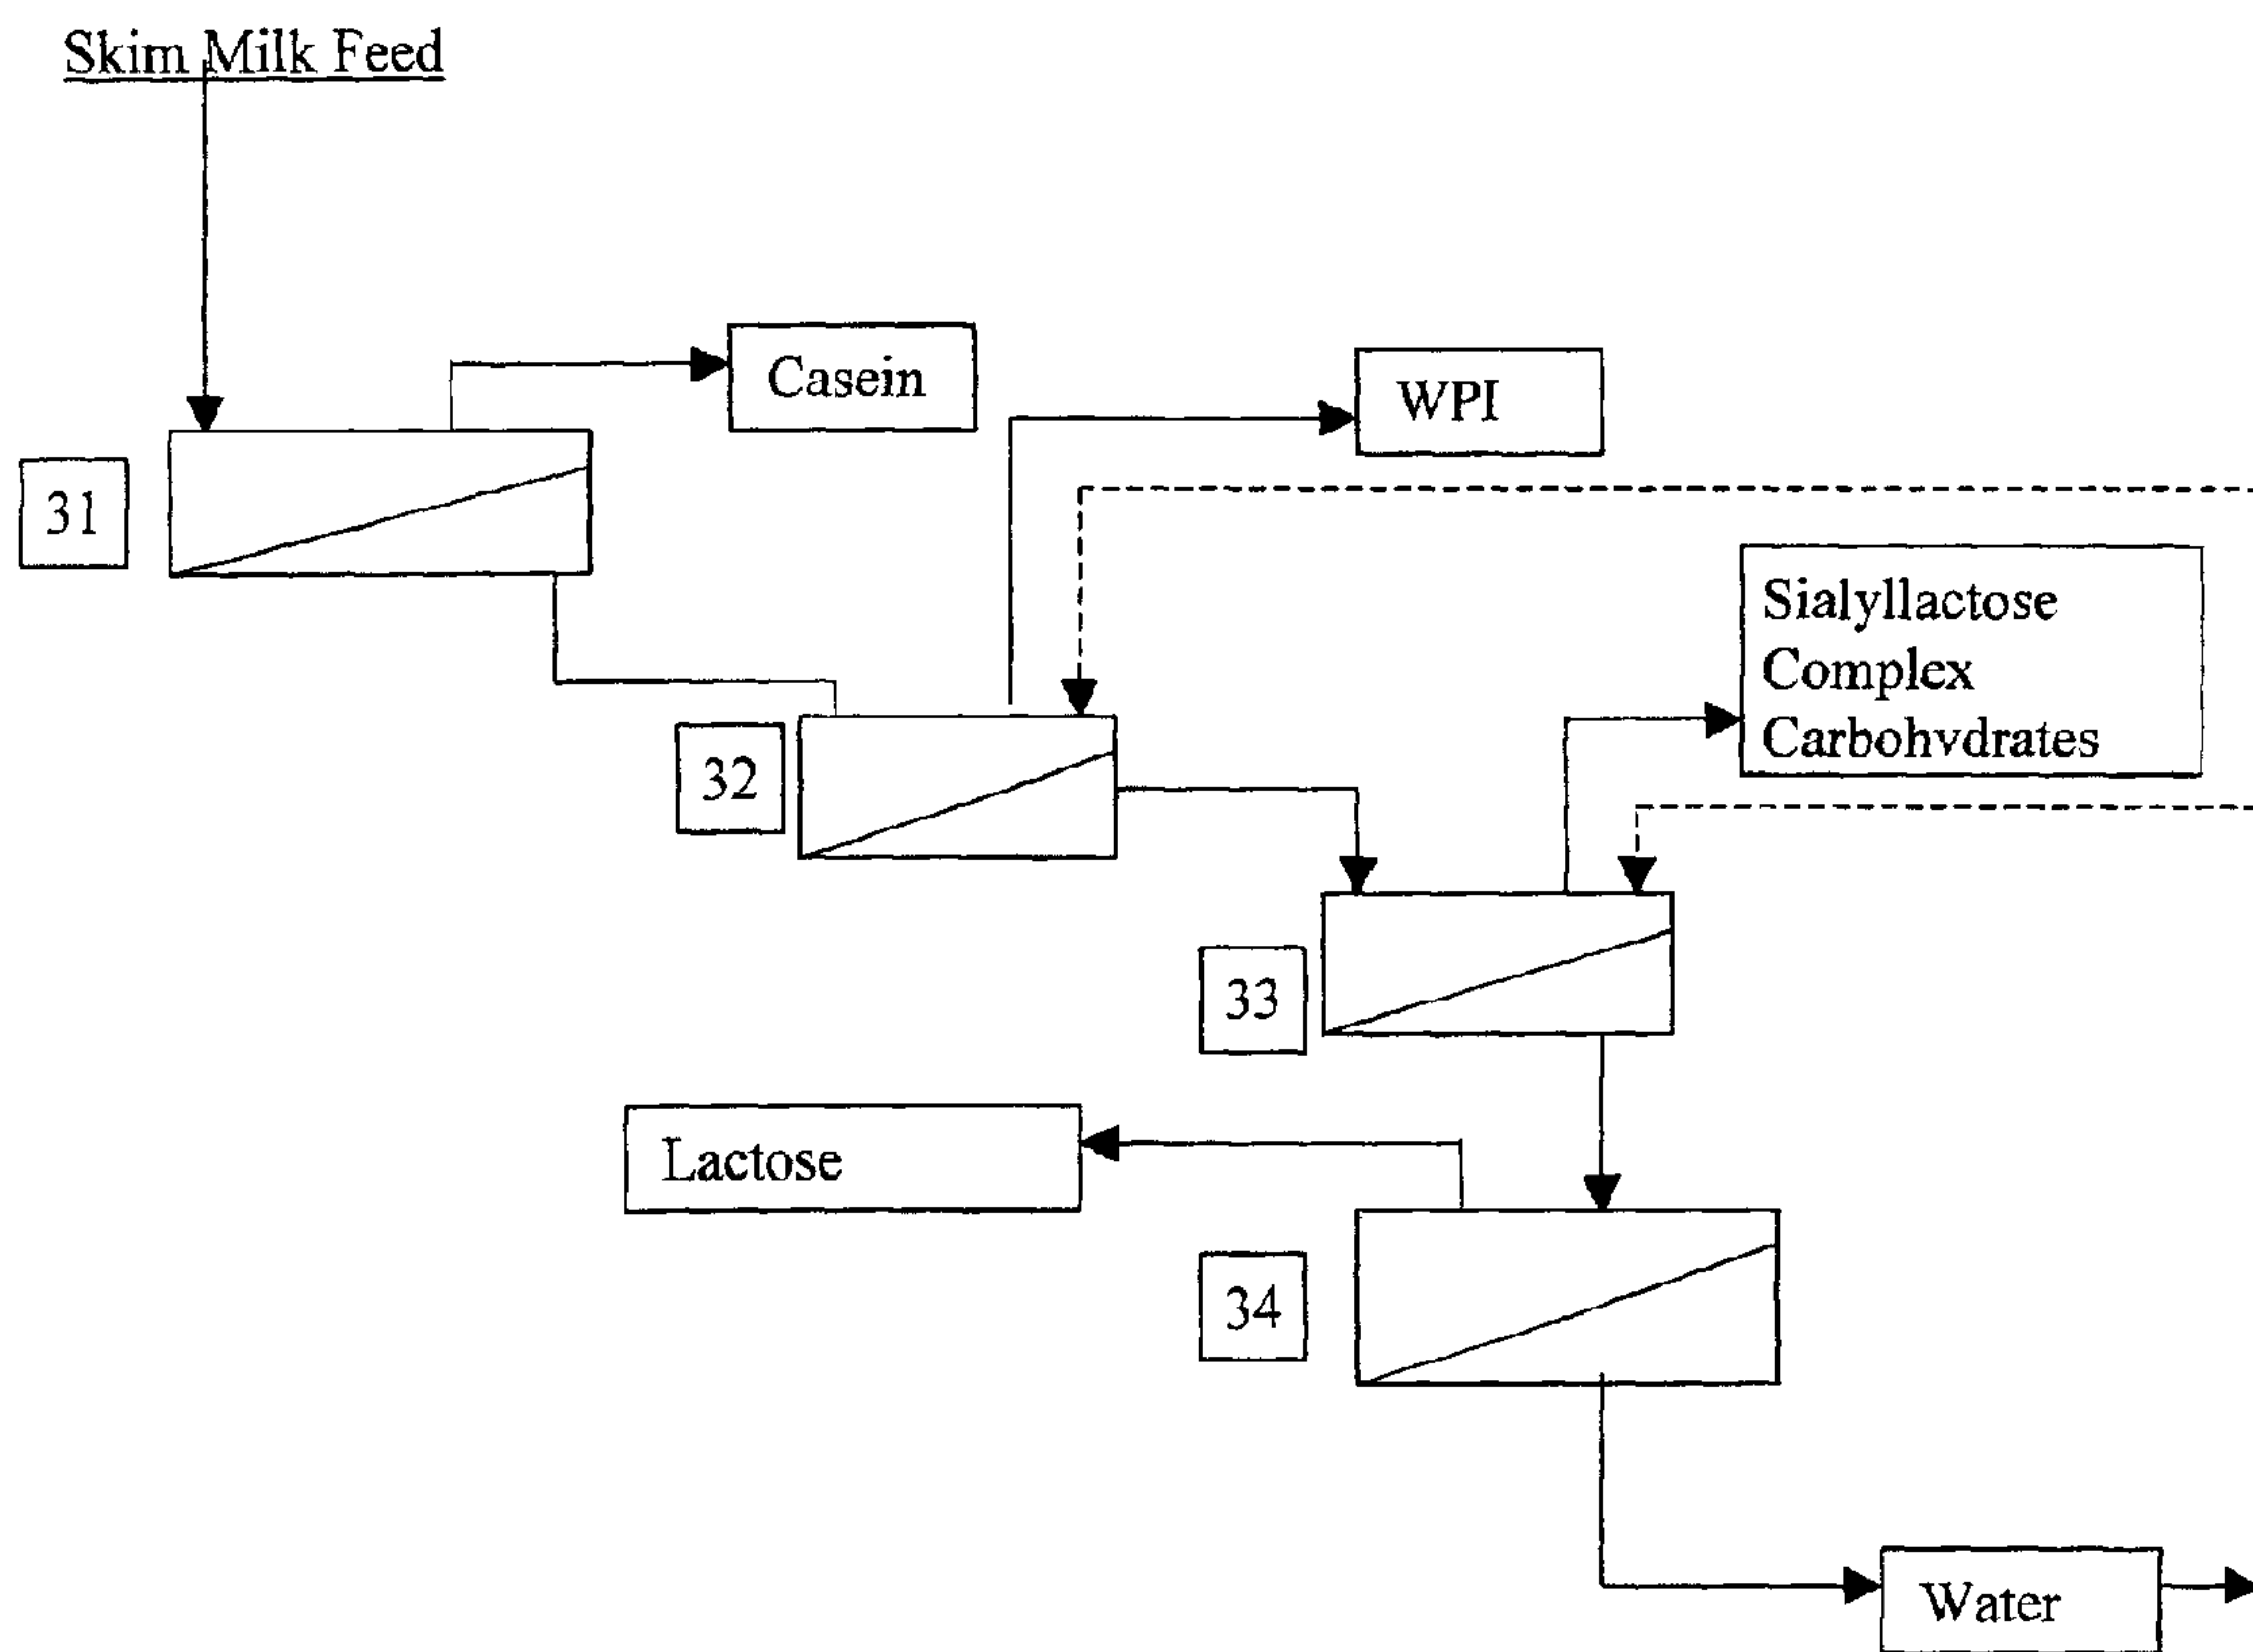 Skim Milk Feed
Casein
WPI
31
Sialyllactose
Complex
Carbohvdrates
32
33
Lactose
34
Water